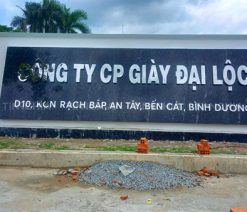 CÔNG TY CP GIÀY ĐẠI LỘC
D10, KCN RẠCH BẮP, AN TÂY, BẾN CÁT, BÌNH DƯƠNG